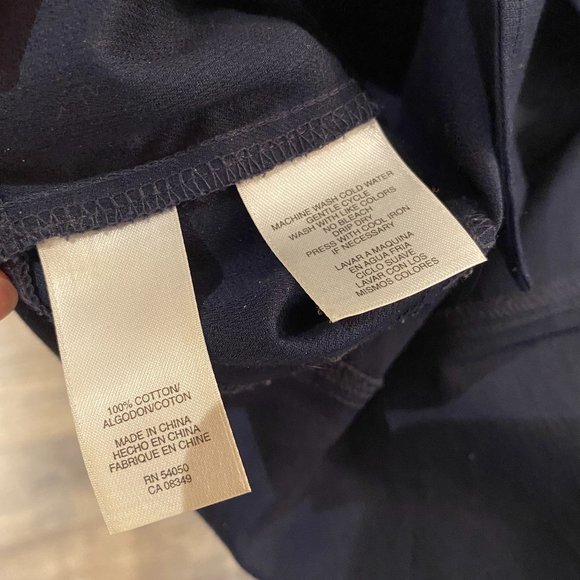 100% COTTON/
ALGODON/COTON
MADE IN CHINA
HECHO EN CHINA
FABRIQUE EN CHINE
RN 54050
CA 08349
MACHINE WASH COLD WATER
GENTLE CYCLE
WASH WITH LIKE COLORS
NO BLEACH
DRIP DRY
PRESS WITH COOL IRON
IF NECESSARY
LAVAR A MAQUINA
EN AGUA FRIA
CICLO SUAVE
LAVAR CON LOS
MISMOS COLORES